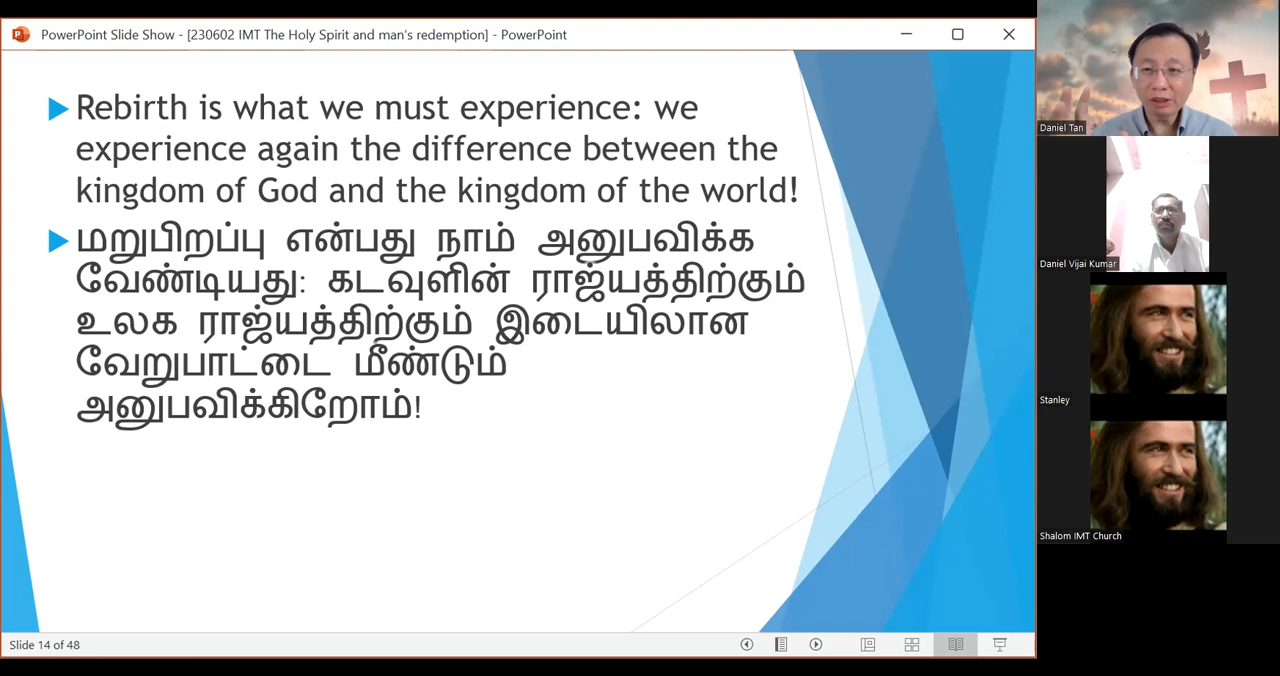 PowerPoint Slide Show - [230602 IMT The Holy Spirit and man's redemption] - PowerPoint
Rebirth is what we must experience: we
experience again the difference between the
kingdom of God and the kingdom of the world!
மறுபிறப்பு என்பது நாம் அனுபவிக்க
வேண்டியது: கடவுளின் ராஜ்யத்திற்கும்
உலக ராஜ்யத்திற்கும் இடையிலான
வேறுபாட்டை மீண்டும்
அனுபவிக்கிறோம்!
Slide 14 of 48
Daniel Tan
Daniel Vijai Kumar
Stanley
Shalom IMT Church